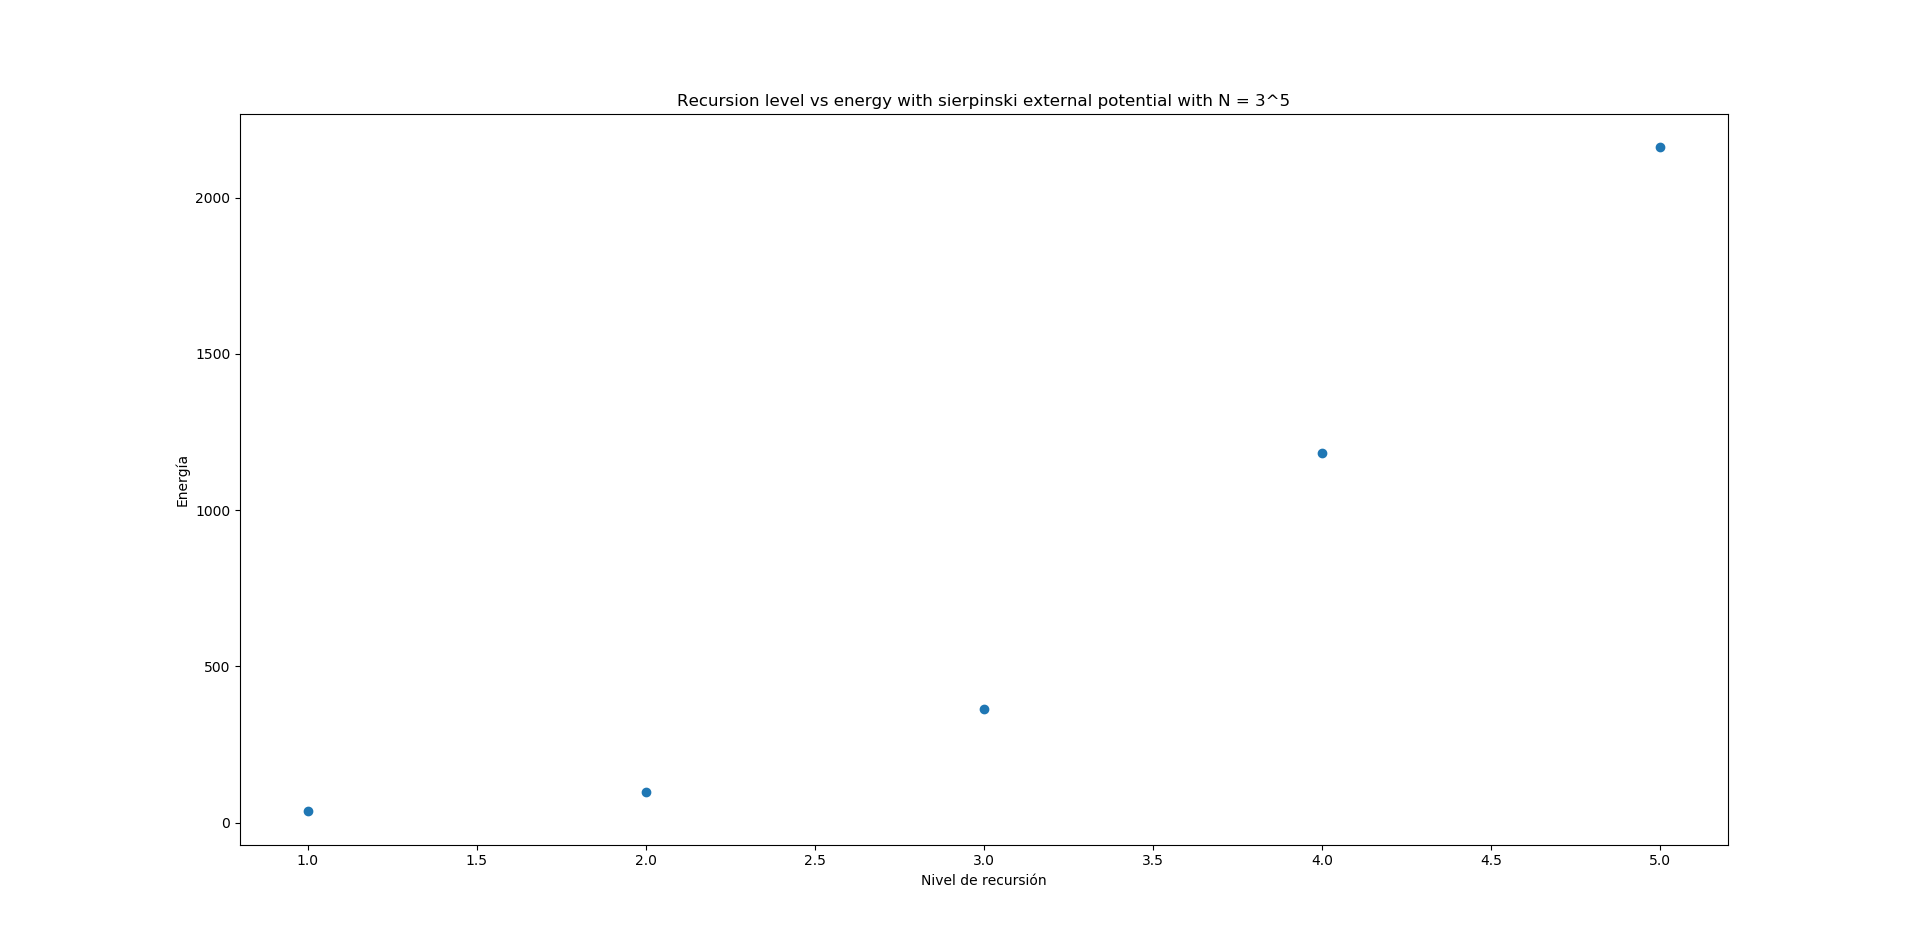 Recursion level vs energy with sierpinski external potential with N = 3^5
Energía
2000
1500
1000
500
0
1.0 1.5 2.0 2.5 3.0 3.5 4.0 4.5 5.0
Nivel de recursión